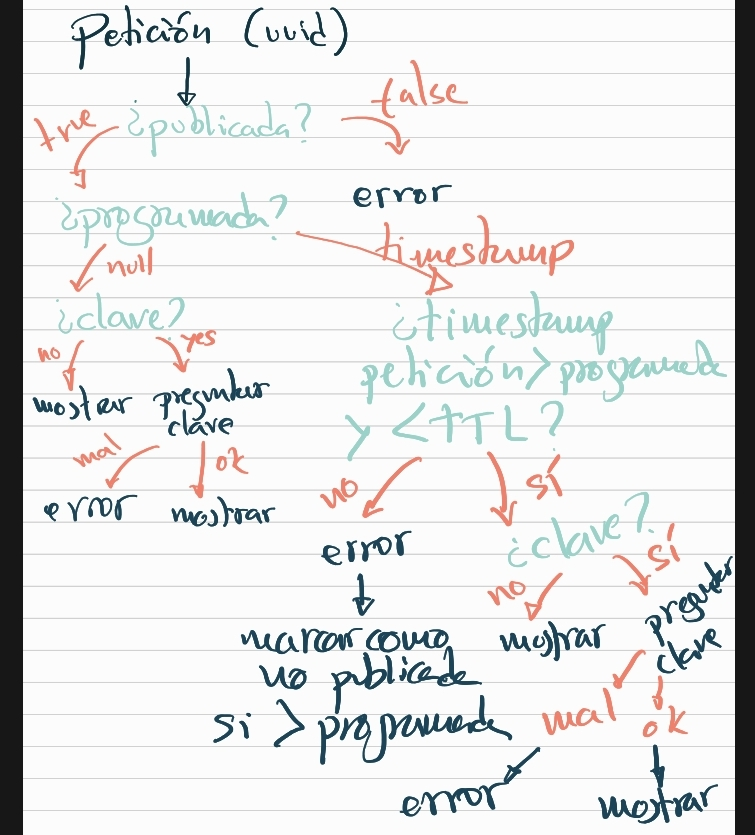 Petición (uuid)
false
true
¿publicada?
error
¿programada?
timestamp
null
¿clave?
¿timestamp
no
yes
petición > programada
mostrar
preguntar
clave
y < TTL?
mal
ok
no
sí
error
mostrar
¿clave?
error
sí
no
preguntar
clave
marcar como
mostrar
no publicada
si > programada
mal
ok
error
mostrar